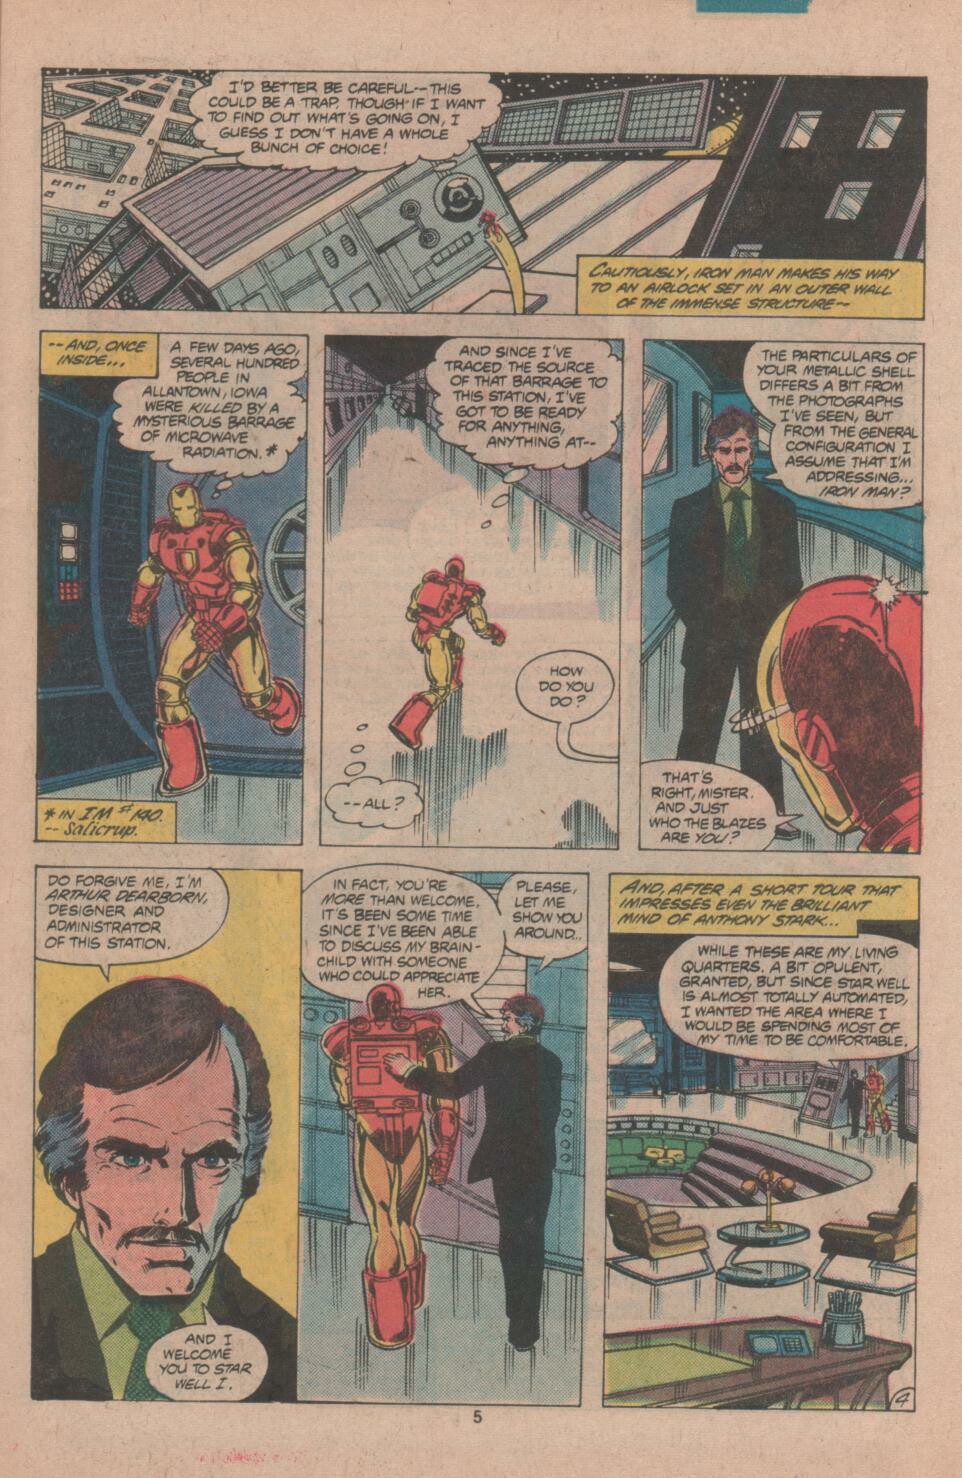 I'D BETTER BE CAREFUL--THIS
COULD BE A TRAP, THOUGH IF I WANT
TO FIND OUT WHAT'S GOING ON, I
GUESS I DON'T HAVE A WHOLE
BUNCH OF CHOICE!
CAUTIOUSLY, IRON MAN MAKES HIS WAY
TO AN AIRLOCK SET IN AN OUTER WALL
OF THE IMMENSE STRUCTURE--
--AND, ONCE
INSIDE...
A FEW DAYS AGO,
SEVERAL HUNDRED
PEOPLE IN
ALLANTOWN, IOWA
WERE KILLED BY A
MYSTERIOUS BARRAGE
OF MICROWAVE
RADIATION.*
* IN IM #140.
-- Salicrup.
AND SINCE I'VE
TRACED THE SOURCE
OF THAT BARRAGE TO
THIS STATION, I'VE
GOT TO BE READY
FOR ANYTHING,
ANYTHING AT--
--ALL?
HOW
DO YOU
DO?
THE PARTICULARS OF
YOUR METALLIC SHELL
DIFFERS A BIT FROM
THE PHOTOGRAPHS
I'VE SEEN, BUT
FROM THE GENERAL
CONFIGURATION I
ASSUME THAT I'M
ADDRESSING...
IRON MAN?
THAT'S
RIGHT, MISTER.
AND JUST
WHO THE BLAZES
ARE YOU?
DO FORGIVE ME, I'M
ARTHUR DEARBORN,
DESIGNER AND
ADMINISTRATOR
OF THIS STATION.
AND I
WELCOME
YOU TO STAR
WELL I.
IN FACT, YOU'RE
MORE THAN WELCOME.
IT'S BEEN SOME TIME
SINCE I'VE BEEN ABLE
TO DISCUSS MY BRAIN-
CHILD WITH SOMEONE
WHO COULD APPRECIATE
HER.
PLEASE,
LET ME
SHOW YOU
AROUND..
AND, AFTER A SHORT TOUR THAT
IMPRESSES EVEN THE BRILLIANT
MIND OF ANTHONY STARK...
WHILE THESE ARE MY LIVING
QUARTERS. A BIT OPULENT,
GRANTED, BUT SINCE STAR WELL
IS ALMOST TOTALLY AUTOMATED,
I WANTED THE AREA WHERE I
WOULD BE SPENDING MOST OF
MY TIME TO BE COMFORTABLE.
4
5